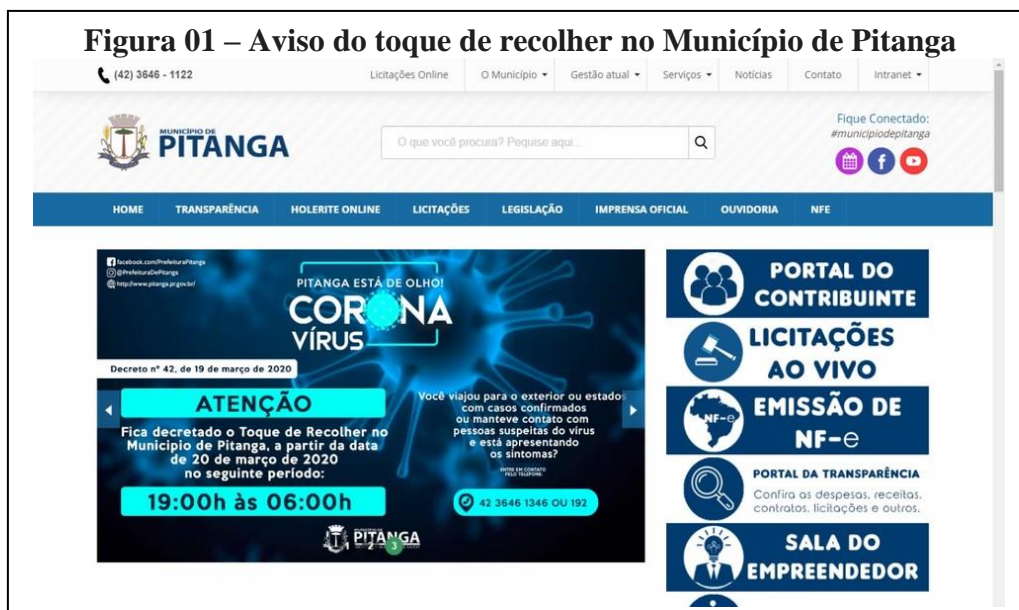 Figura 01 – Aviso do toque de recolher no Município de Pitanga
(42) 3646 - 1122
Licitações Online
O Município
Gestão atual
Serviços
Notícias
Contato
Intranet
MUNICÍPIO DE
PITANGA
O que você procura? Pequise aqui...
Fique Conectado:
#municipiodepitanga
HOME
TRANSPARÊNCIA
HOLERITE ONLINE
LICITAÇÕES
LEGISLAÇÃO
IMPRENSA OFICIAL
OUVIDORIA
NFE
facebook.com/PrefeituraPitanga
@PrefeituraDePitanga
http://www.pitanga.pr.gov.br/
PITANGA ESTÁ DE OLHO!
CORONA
VÍRUS
Decreto nº 42, de 19 de março de 2020
ATENÇÃO
Fica decretado o Toque de Recolher no
Município de Pitanga, a partir da data
de 20 de março de 2020
no seguinte período:
19:00h às 06:00h
Você viajou para o exterior ou estados
com casos confirmados
ou manteve contato com
pessoas suspeitas do vírus
e está apresentando
os sintomas?
ENTRE EM CONTATO
PELO TELEFONE:
42 3646 1346 OU 192
PITANGA
1 2 3
PORTAL DO
CONTRIBUINTE
LICITAÇÕES
AO VIVO
NF-e
EMISSÃO DE
NF-e
PORTAL DA TRANSPARÊNCIA
Confira as despesas, receitas,
contratos, licitações e outros.
SALA DO
EMPREENDEDOR